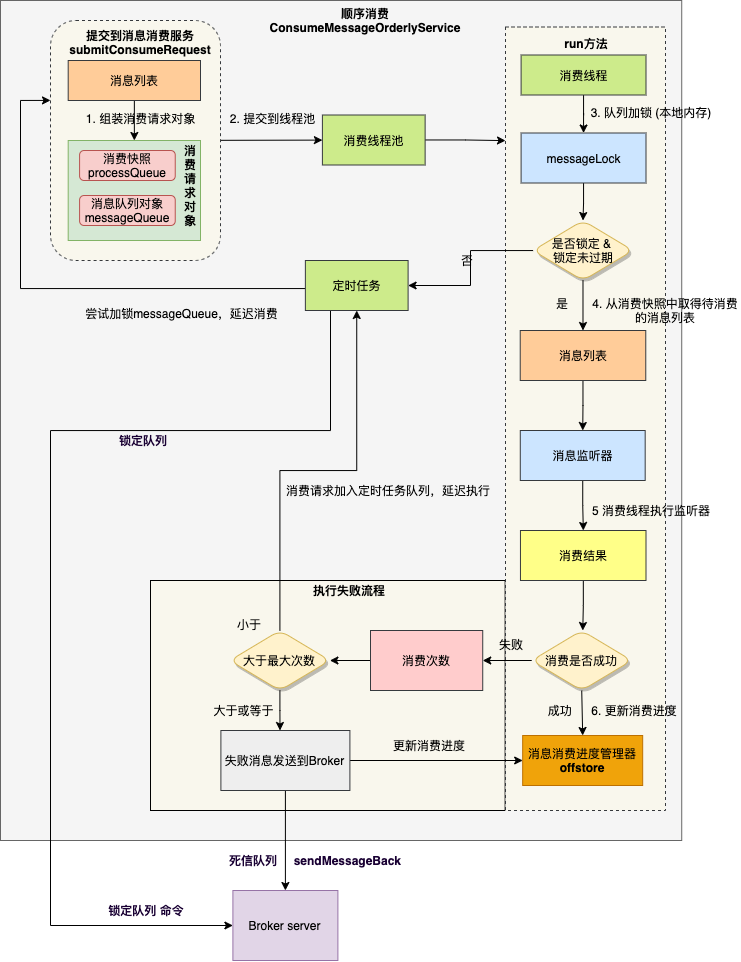 顺序消费
ConsumeMessageOrderlyService
提交到消息消费服务
submitConsumeRequest
消息列表
1. 组装消费请求对象
消费快照
processQueue
消息队列对象
messageQueue
消费请求对象
2. 提交到线程池
消费线程池
run方法
消费线程
3. 队列加锁 (本地内存)
messageLock
是否锁定 &
锁定未过期
否
定时任务
尝试加锁messageQueue，延迟消费
是
4. 从消费快照中取得待消费
的消息列表
消息列表
锁定队列
消息监听器
消费请求加入定时任务队列，延迟执行
5 消费线程执行监听器
消费结果
执行失败流程
小于
大于最大次数
消费次数
失败
消费是否成功
大于或等于
成功
6. 更新消费进度
失败消息发送到Broker
更新消费进度
消息消费进度管理器
offstore
死信队列
sendMessageBack
锁定队列 命令
Broker server